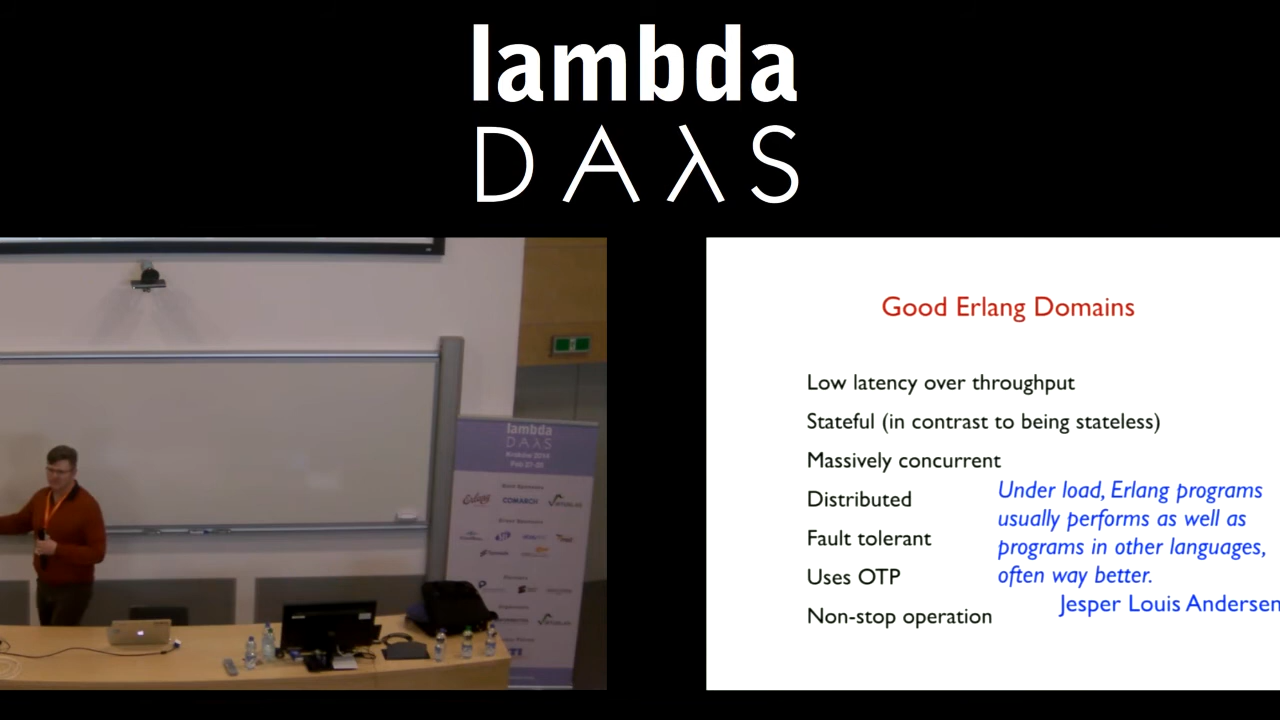 lambda
DAλS
Good Erlang Domains
Low latency over throughput
Stateful (in contrast to being stateless)
Massively concurrent
Distributed
Fault tolerant
Uses OTP
Non-stop operation
Under load, Erlang programs
usually performs as well as
programs in other languages,
often way better.
Jesper Louis Andersen
lambda
DAλS
Kraków 2014
COMARCH